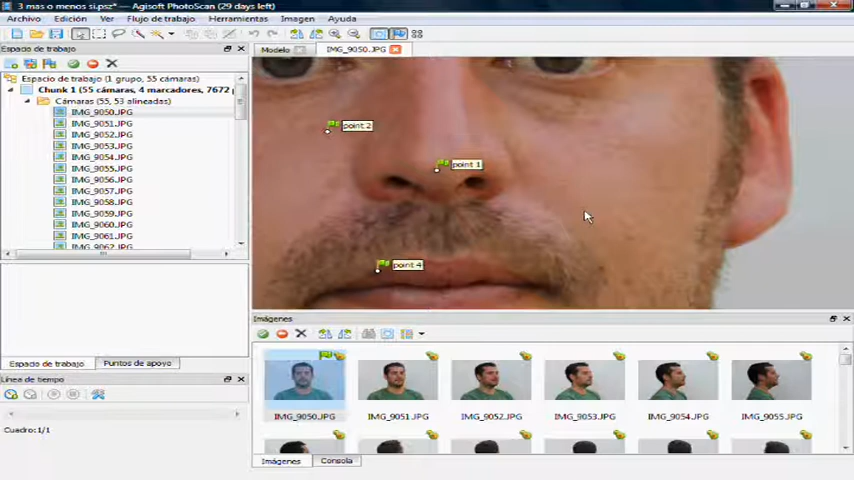 3 mas o menos si.psz* — Agisoft PhotoScan (29 days left)
Archivo Edición Ver Flujo de trabajo Herramientas Imagen Ayuda
Espacio de trabajo
Modelo
IMG_9050.JPG
Espacio de trabajo (1 grupo, 55 cámaras)
Chunk 1 (55 cámaras, 4 marcadores, 7672 p
Cámaras (55, 53 alineadas)
IMG_9050.JPG
IMG_9051.JPG
IMG_9052.JPG
IMG_9053.JPG
IMG_9054.JPG
IMG_9055.JPG
IMG_9056.JPG
IMG_9057.JPG
IMG_9058.JPG
IMG_9059.JPG
IMG_9060.JPG
IMG_9061.JPG
IMG_9062.JPG
point 2
point 1
point 4
Espacio de trabajo
Puntos de apoyo
Línea de tiempo
Cuadro:1/1
Imágenes
IMG_9050.JPG
IMG_9051.JPG
IMG_9052.JPG
IMG_9053.JPG
IMG_9054.JPG
IMG_9055.JPG
Imágenes
Consola